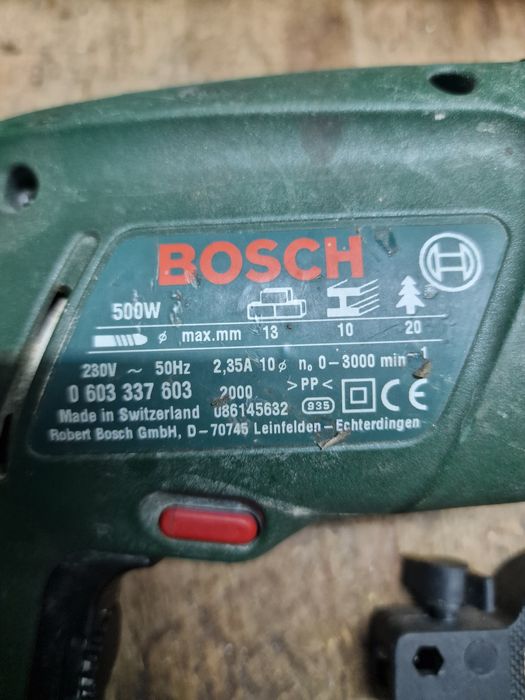 BOSCH
500W
ø max.mm 13 10 20
230V ~ 50Hz 2,35A 10ø n₀ 0–3000 min⁻¹
0 603 337 603 2000 >PP< CE
Made in Switzerland 086145632 935
Robert Bosch GmbH, D–70745 Leinfelden–Echterdingen